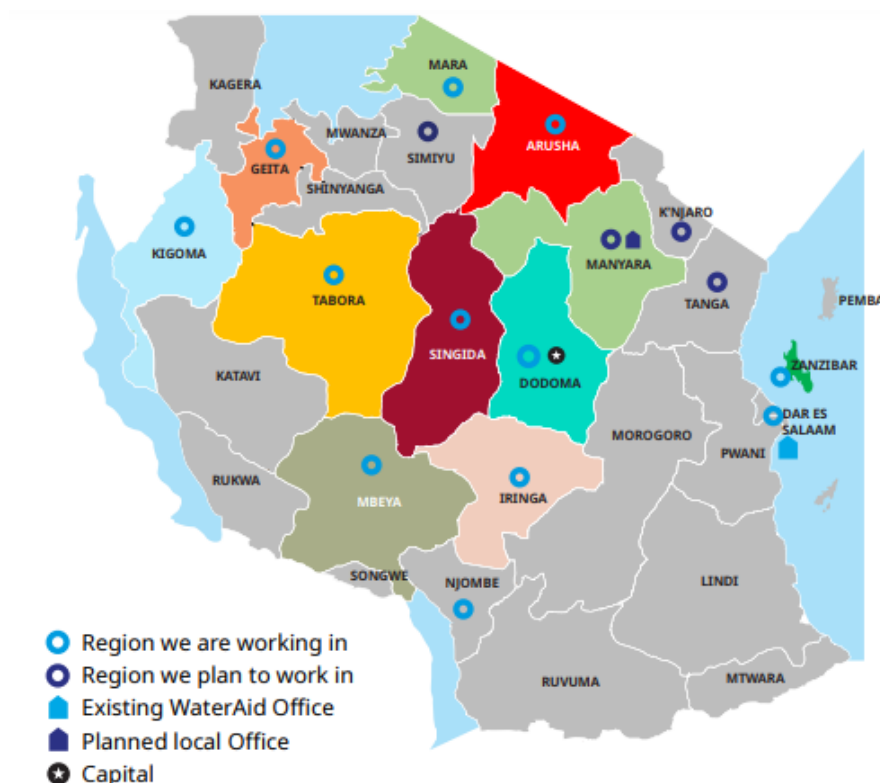 MARA
KAGERA
ARUSHA
MWANZA
SIMIYU
GEITA
SHINYANGA
K'NJARO
KIGOMA
MANYARA
TABORA
TANGA
PEMBA
SINGIDA
ZANZIBAR
DODOMA
KATAVI
DAR ES
SALAAM
MOROGORO
PWANI
RUKWA
MBEYA
IRINGA
SONGWE
NJOMBE
LINDI
RUVUMA
MTWARA
Region we are working in
Region we plan to work in
Existing WaterAid Office
Planned local Office
Capital